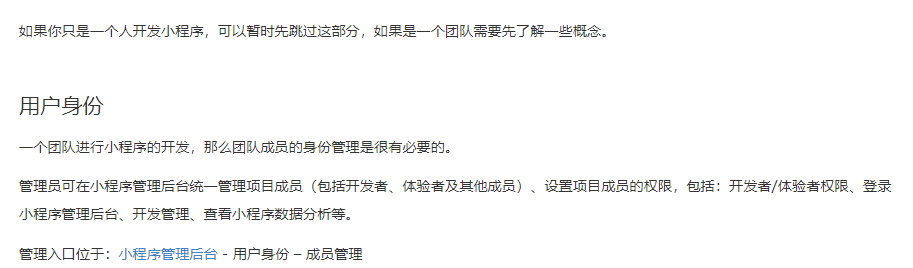 如果你只是一个人开发小程序，可以暂时先跳过这部分，如果是一个团队需要先了解一些概念。
用户身份
一个团队进行小程序的开发，那么团队成员的身份管理是很有必要的。
管理员可在小程序管理后台统一管理项目成员（包括开发者、体验者及其他成员）、设置项目成员的权限，包括：开发者/体验者权限、登录
小程序管理后台、开发管理、查看小程序数据分析等。
管理入口位于：小程序管理后台 - 用户身份 – 成员管理